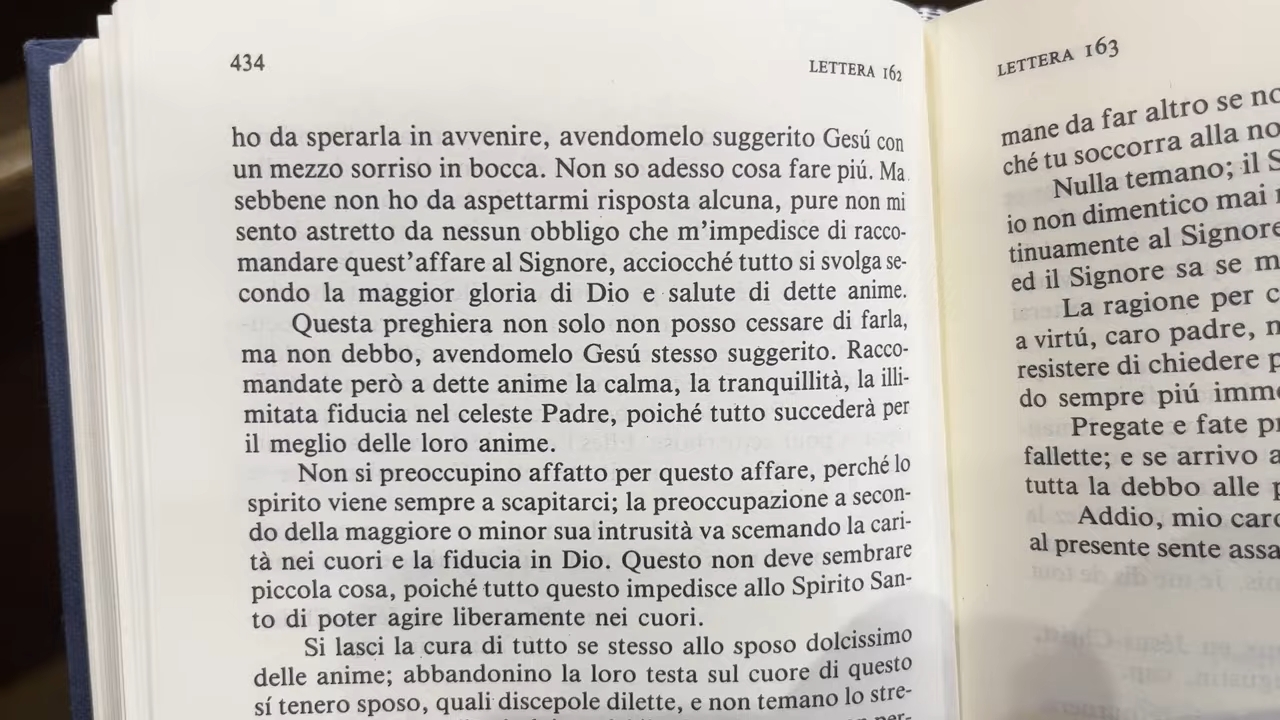 434
LETTERA 162
ho da sperarla in avvenire, avendomelo suggerito Gesú con
un mezzo sorriso in bocca. Non so adesso cosa fare piú. Ma
sebbene non ho da aspettarmi risposta alcuna, pure non mi
sento astretto da nessun obbligo che m'impedisce di racco-
mandare quest'affare al Signore, acciocché tutto si svolga se-
condo la maggior gloria di Dio e salute di dette anime.
Questa preghiera non solo non posso cessare di farla,
ma non debbo, avendomelo Gesú stesso suggerito. Racco-
mandate però a dette anime la calma, la tranquillità, la illi-
mitata fiducia nel celeste Padre, poiché tutto succederà per
il meglio delle loro anime.
Non si preoccupino affatto per questo affare, perché lo
spirito viene sempre a scapitarci; la preoccupazione a secon-
do della maggiore o minor sua intrusità va scemando la cari-
tà nei cuori e la fiducia in Dio. Questo non deve sembrare
piccola cosa, poiché tutto questo impedisce allo Spirito San-
to di poter agire liberamente nei cuori.
Si lasci la cura di tutto se stesso allo sposo dolcissimo
delle anime; abbandonino la loro testa sul cuore di questo
sí tenero sposo, quali discepole dilette, e non temano lo stre-
LETTERA 163
mane da far altro se
ché tu soccorra alla
Nulla temano; il
io non dimentico mai
tinuamente al Signore
ed il Signore sa se
La ragione per
a virtú, caro padre,
resistere di chiedere
do sempre piú
Pregate e fate
fallette; e se arrivo
tutta la debbo alle
Addio, mio
al presente sente